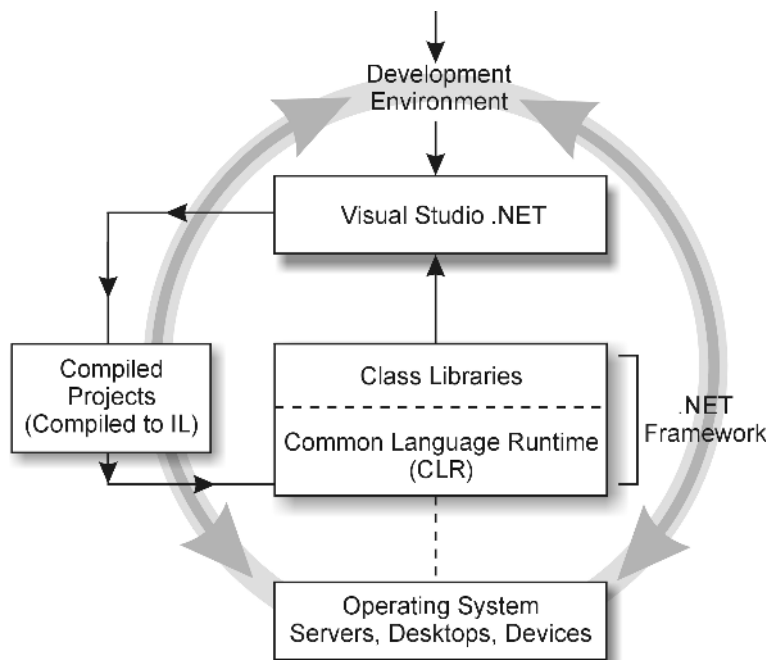 Development
Environment
Visual Studio .NET
Compiled
Projects
(Compiled to IL)
Class Libraries
Common Language Runtime
(CLR)
.NET
Framework
Operating System
Servers, Desktops, Devices